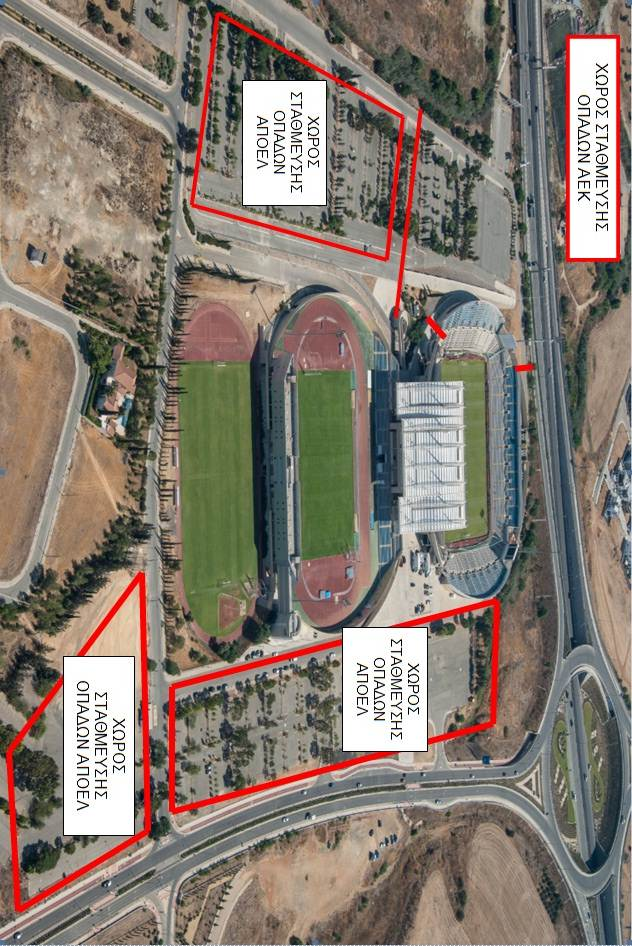 ΧΩΡΟΣ ΣΤΑΘΜΕΥΣΗΣ
ΟΠΑΔΩΝ ΑΕΚ
ΧΩΡΟΣ
ΣΤΑΘΜΕΥΣΗΣ
ΟΠΑΔΩΝ
ΑΠΟΕΛ
ΧΩΡΟΣ
ΣΤΑΘΜΕΥΣΗΣ
ΟΠΑΔΩΝ
ΑΠΟΕΛ
ΧΩΡΟΣ
ΣΤΑΘΜΕΥΣΗΣ
ΟΠΑΔΩΝ ΑΠΟΕΛ